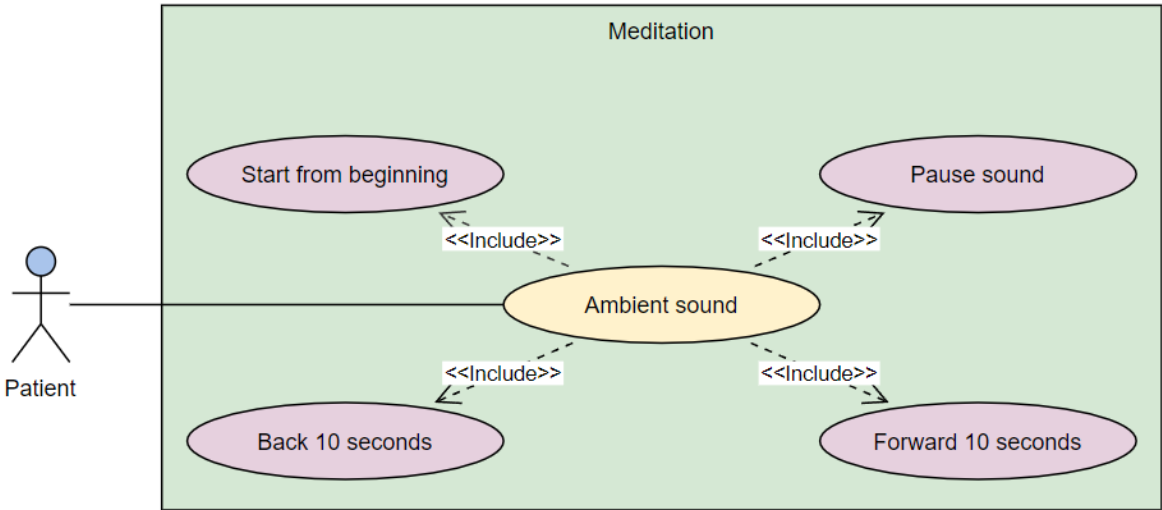 Meditation
Start from beginning
Pause sound
<<Include>>
<<Include>>
Ambient sound
Patient
<<Include>>
<<Include>>
Back 10 seconds
Forward 10 seconds